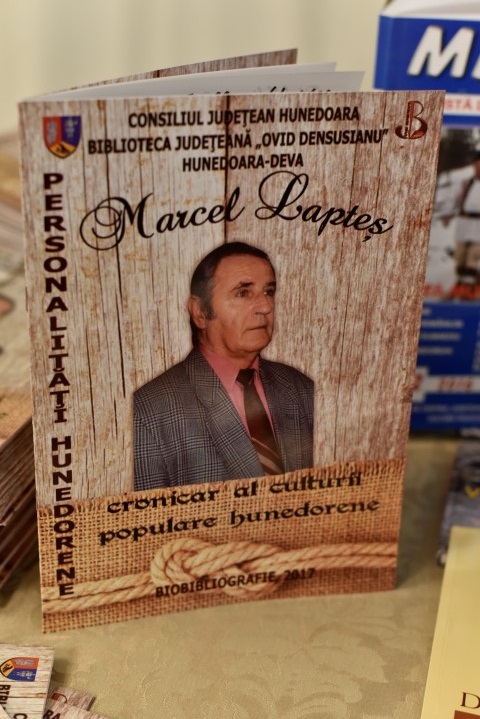 CONSILIUL JUDEȚEAN HUNEDOARA
BIBLIOTECA JUDEȚEANĂ „OVID DENSUSIANU”
HUNEDOARA-DEVA
Marcel Lapteș
PERSONALITĂȚI HUNEDORENE
cronicar al culturii
populare hunedorene
BIOBIBLIOGRAFIE, 2017